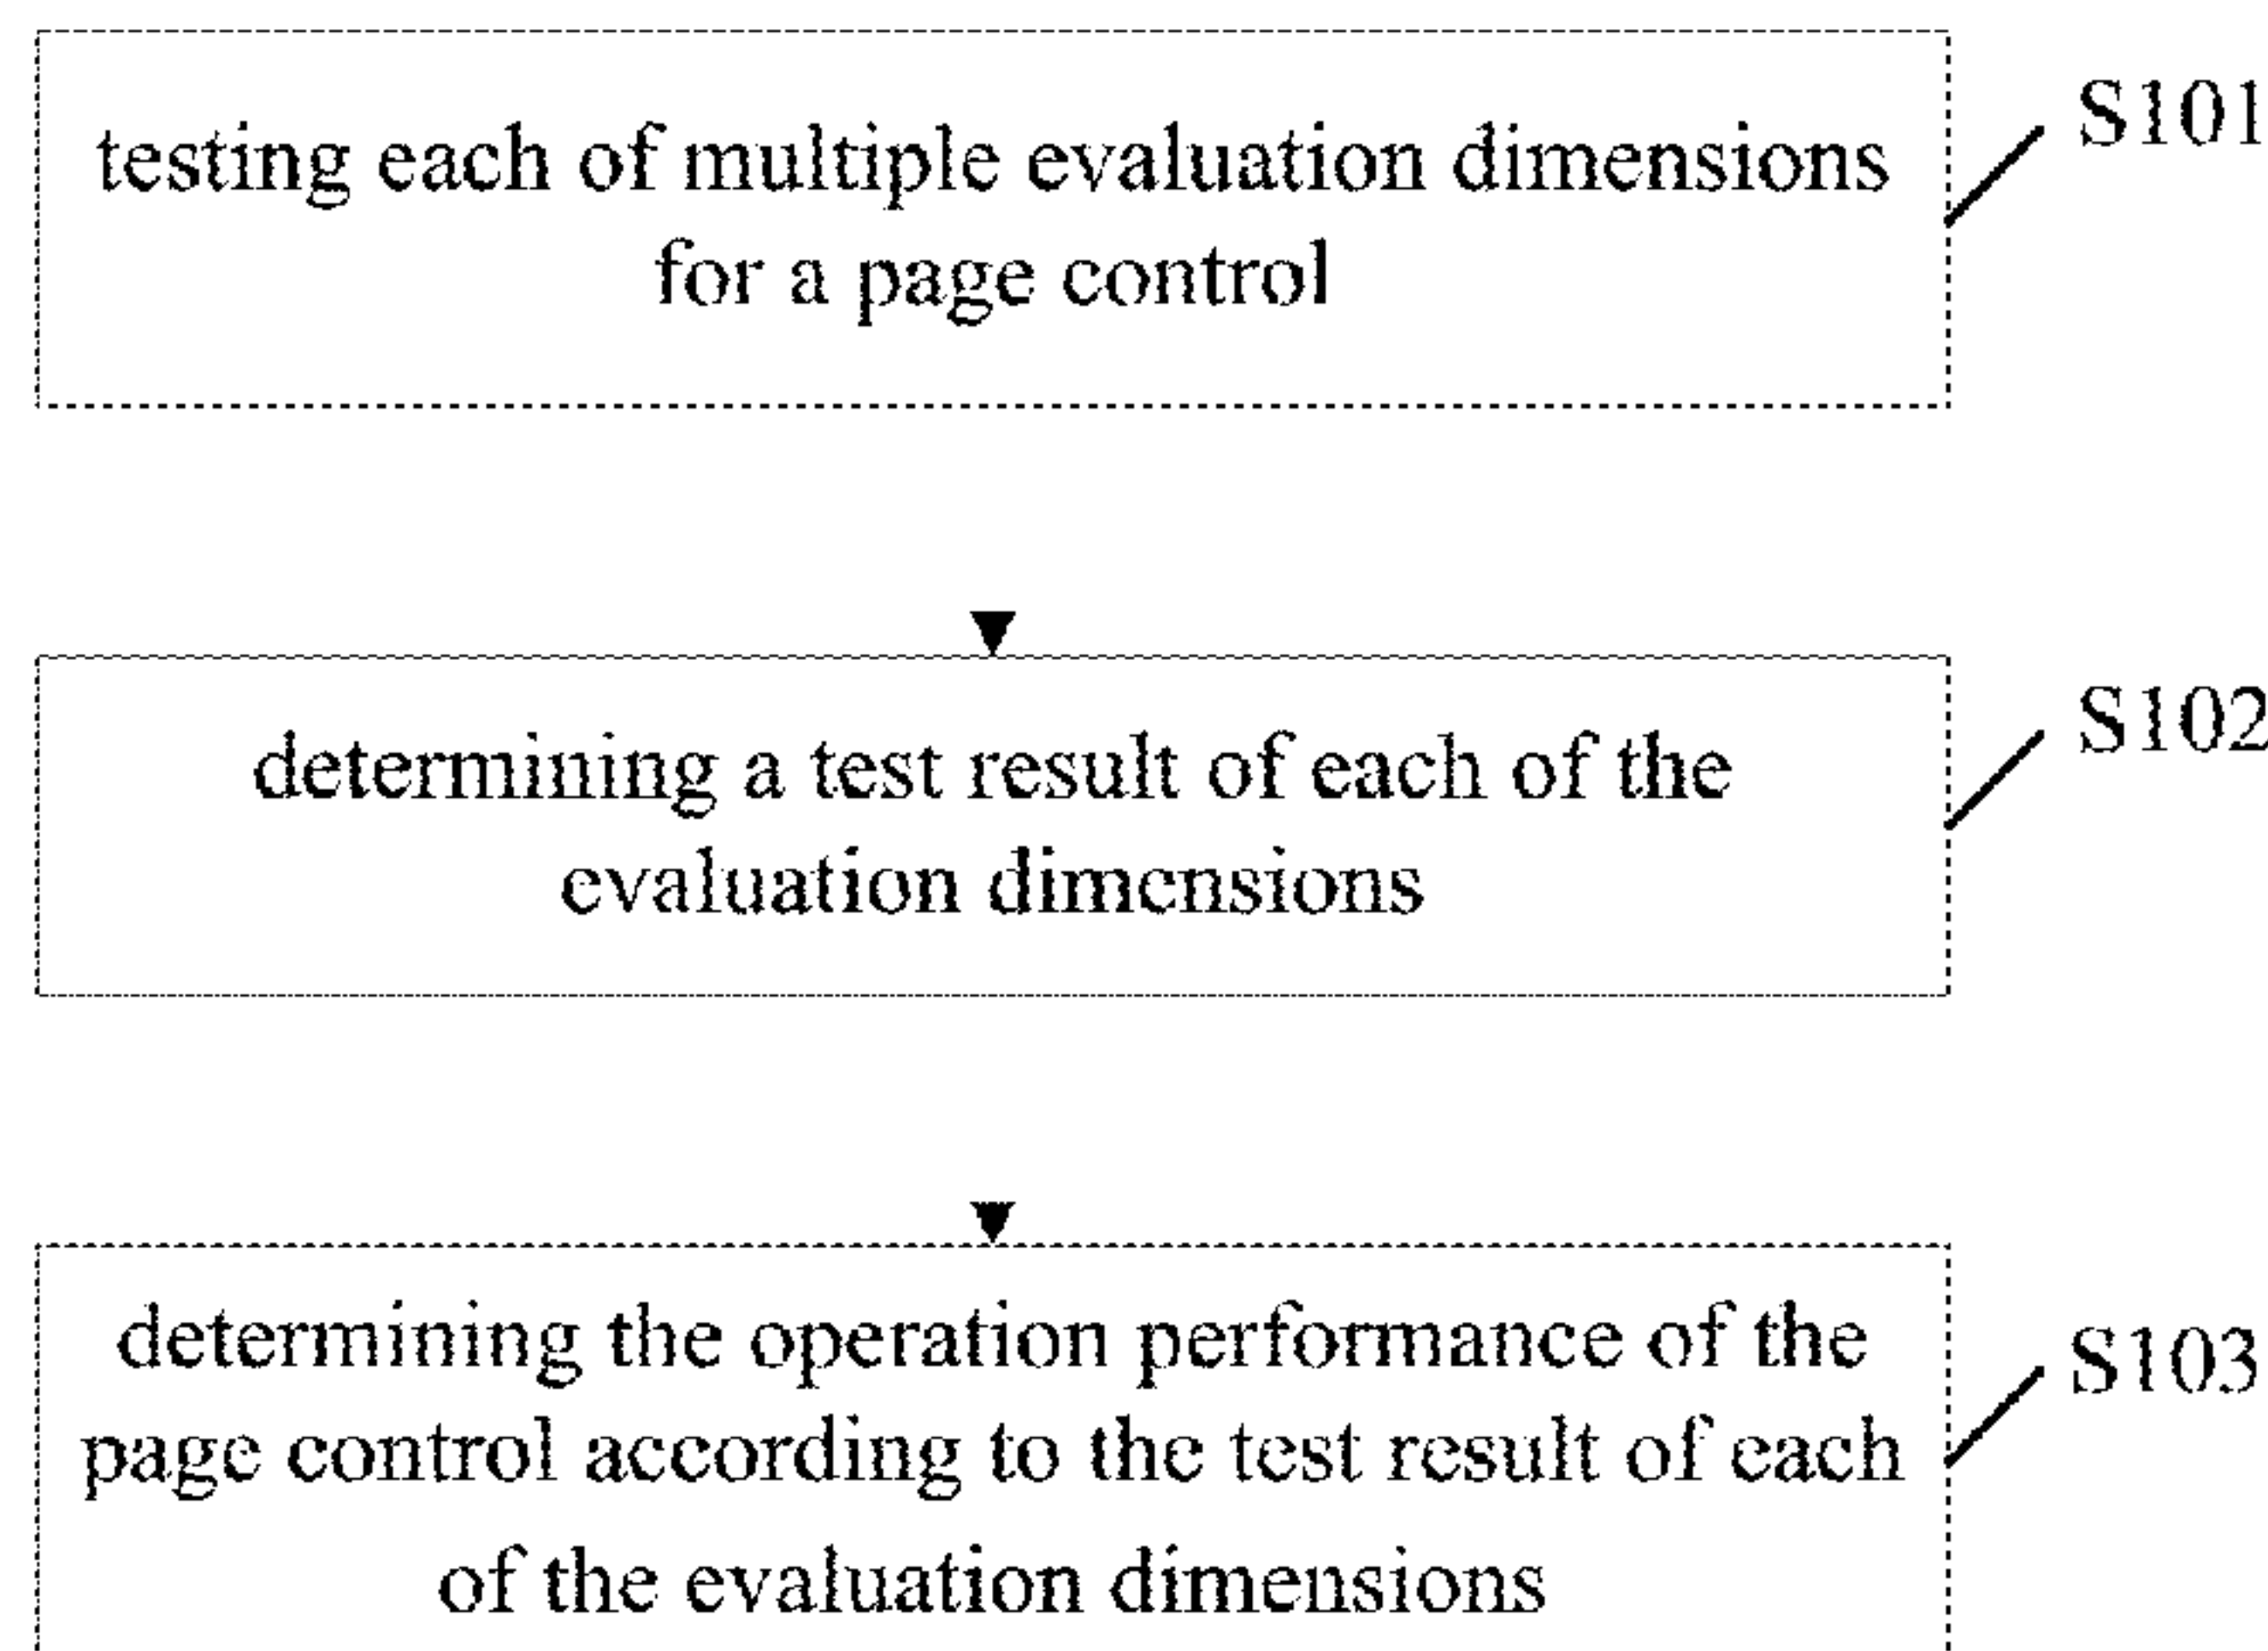 testing each of multiple evaluation dimensions
for a page control
S101
determining a test result of each of the
evaluation dimensions
S102
determining the operation performance of the
page control according to the test result of each
of the evaluation dimensions
S103